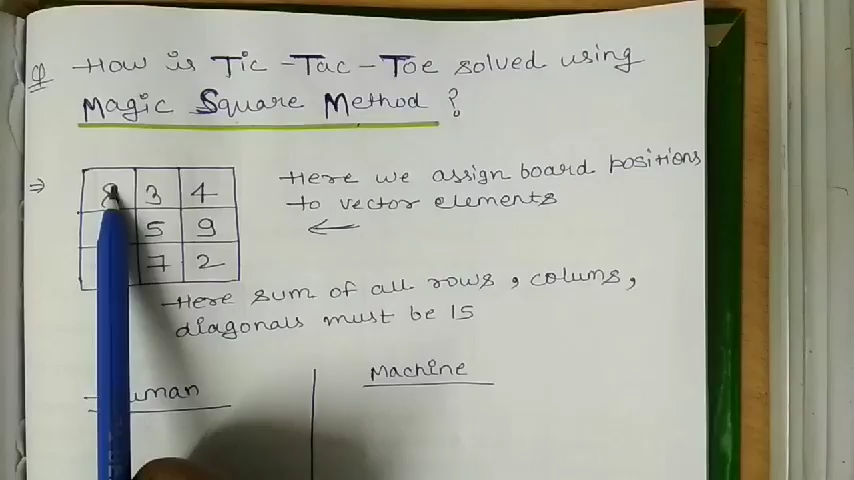 Q How is Tic-Tac-Toe solved using
Magic Square Method ?
⇒ 8 3 4
5 9
7 2
Here we assign board positions
to vector elements
←
Here sum of all rows, colums,
diagonals must be 15
Machine